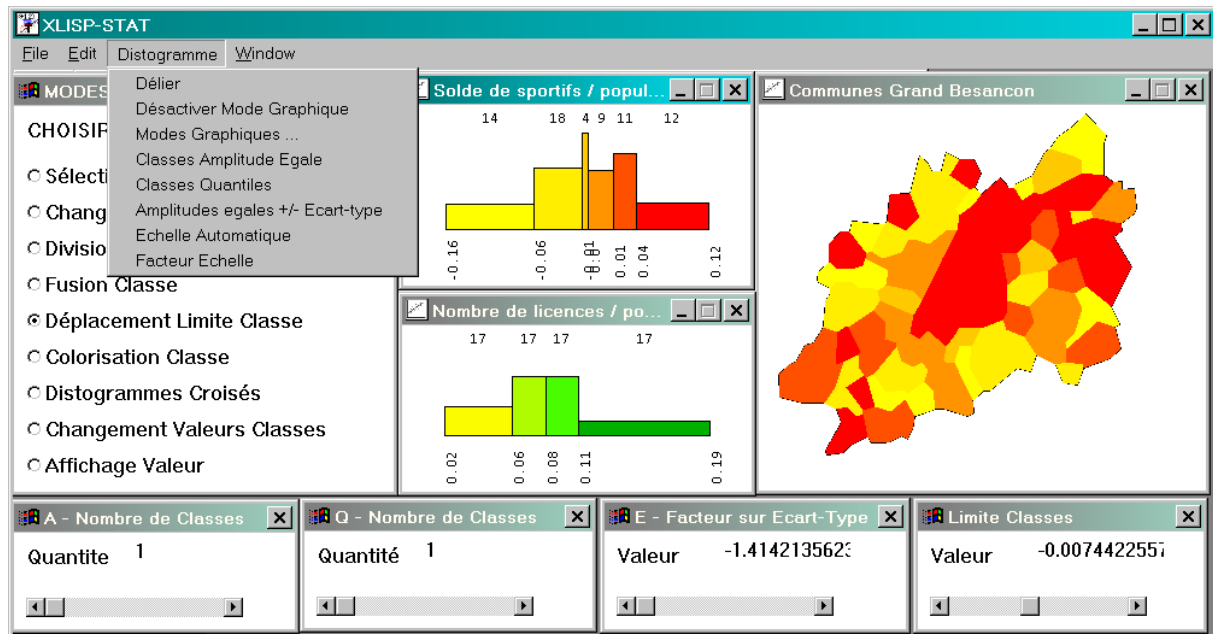 XLISP-STAT
File Edit Distogramme Window
Délier
Désactiver Mode Graphique
Modes Graphiques ...
Classes Amplitude Egale
Classes Quantiles
Amplitudes egales +/- Ecart-type
Echelle Automatique
Facteur Echelle
MODES
CHOISIR
Sélecti
Chang
Divisio
Fusion Classe
Déplacement Limite Classe
Colorisation Classe
Distogrammes Croisés
Changement Valeurs Classes
Affichage Valeur
Solde de sportifs / popul...
14 18 4 9 11 12
-0.16 -0.06 0.01 0.04 0.12
Nombre de licences / po...
17 17 17 17
0.02 0.06 0.08 0.11 0.19
Communes Grand Besancon
A - Nombre de Classes
Quantite 1
Q - Nombre de Classes
Quantité 1
E - Facteur sur Ecart-Type
Valeur -1.4142135623
Limite Classes
Valeur -0.0074422557